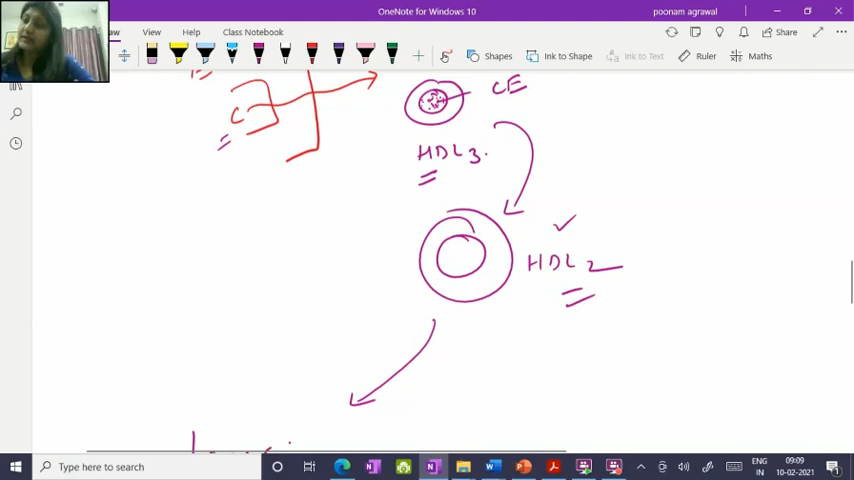 OneNote for Windows 10
poonam agrawal
View
Class Notebook
Share
Shapes
Ink to Shape
Ink to Text
Ruler
Maths
CE
C
HDL3.
HDL2
Type here to search
ENG
IN
09:09
10-02-2021